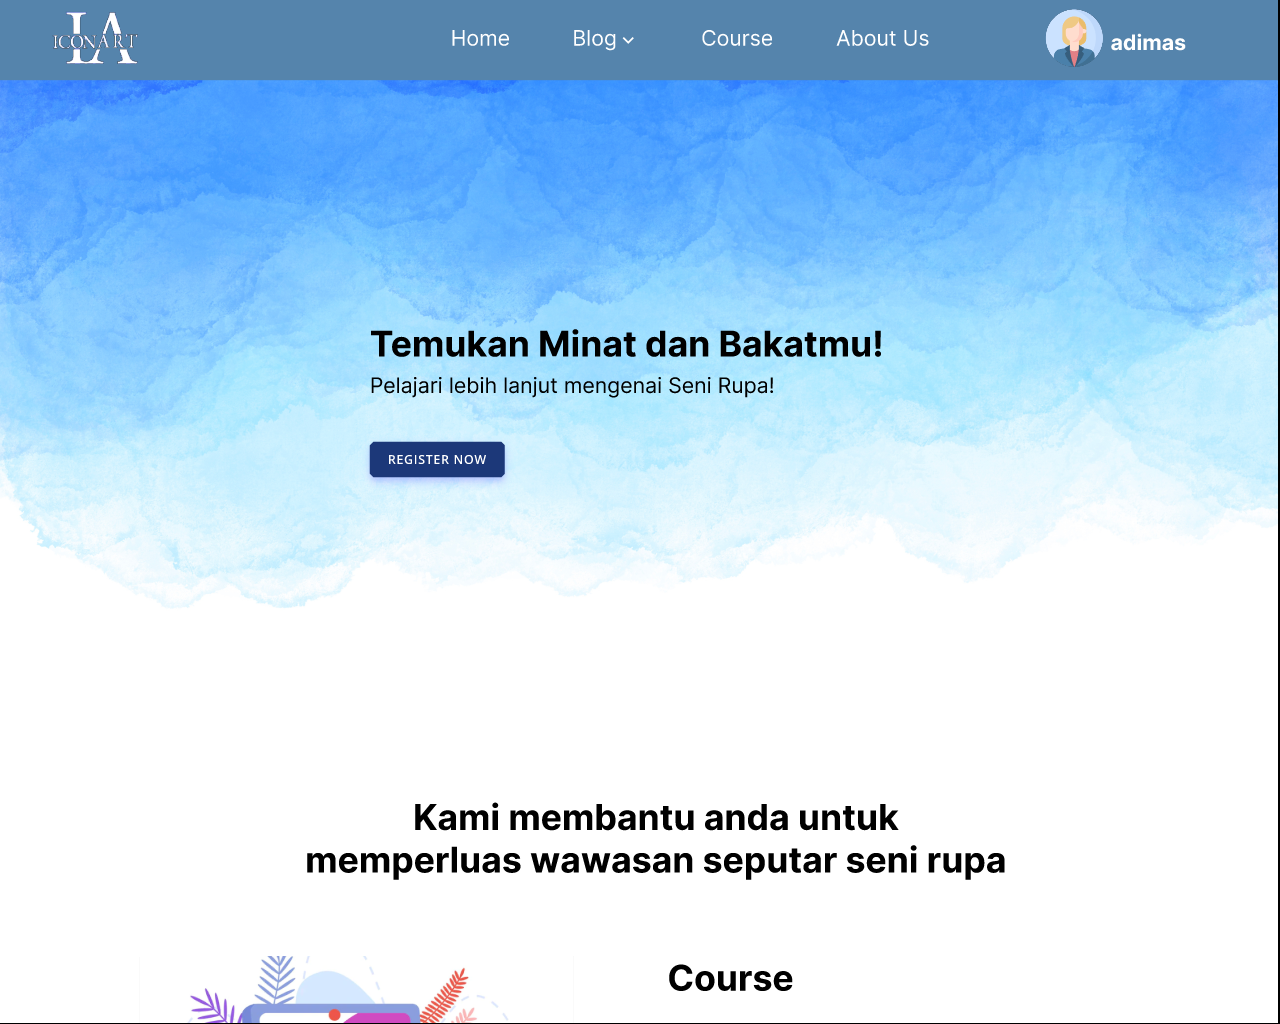 LA
ICONART
Home
Blog
Course
About Us
adimas
Temukan Minat dan Bakatmu!
Pelajari lebih lanjut mengenai Seni Rupa!
REGISTER NOW
Kami membantu anda untuk
memperluas wawasan seputar seni rupa
Course